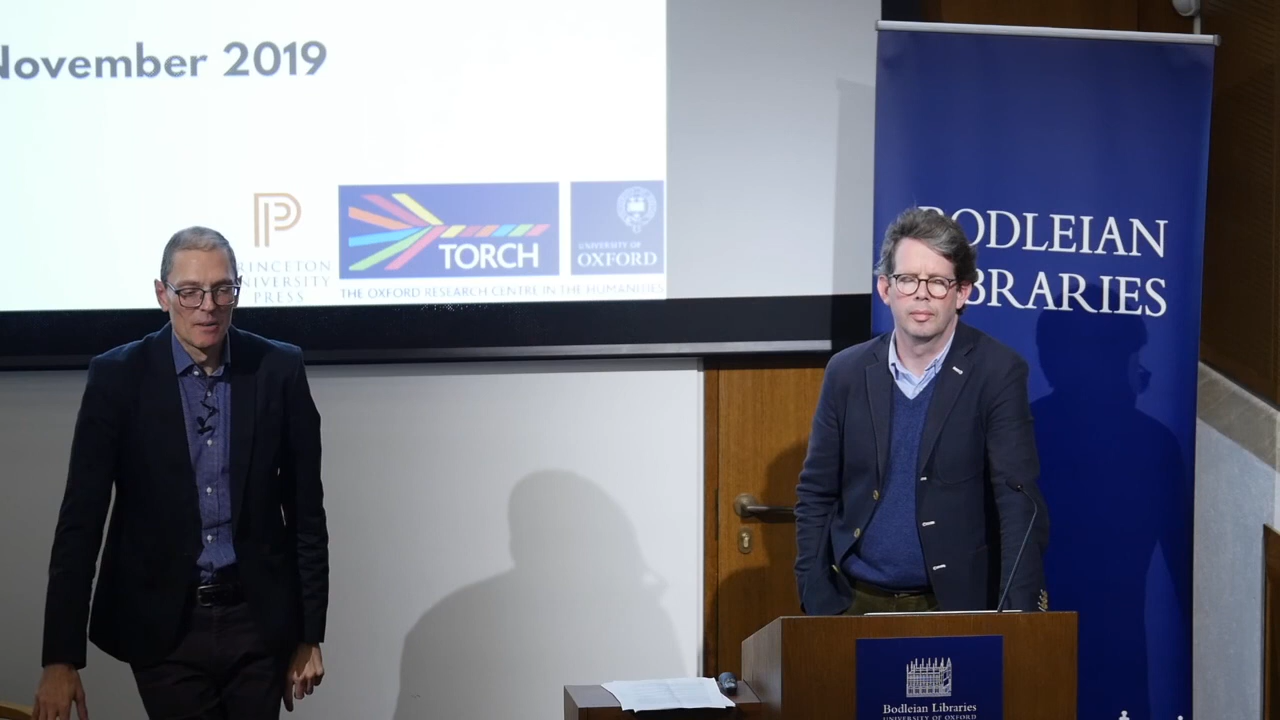 November 2019
PRINCETON
UNIVERSITY
PRESS
TORCH
THE OXFORD RESEARCH CENTRE IN THE HUMANITIES
UNIVERSITY OF
OXFORD
BODLEIAN
LIBRARIES
Bodleian Libraries
UNIVERSITY OF OXFORD